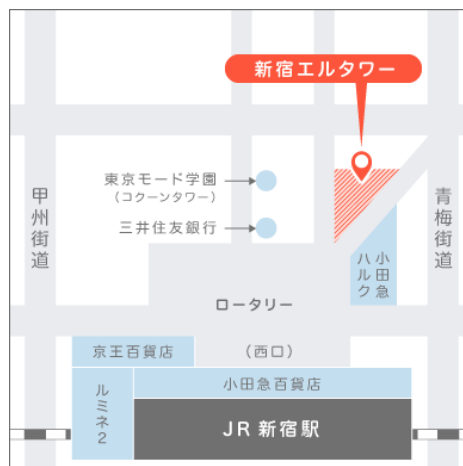 新宿エルタワー
東京モード学園
（コクーンタワー）
三井住友銀行
甲州街道
青梅街道
小田急
ハルク
ロータリー
（西口）
京王百貨店
小田急百貨店
ルミネ2
JR 新宿駅